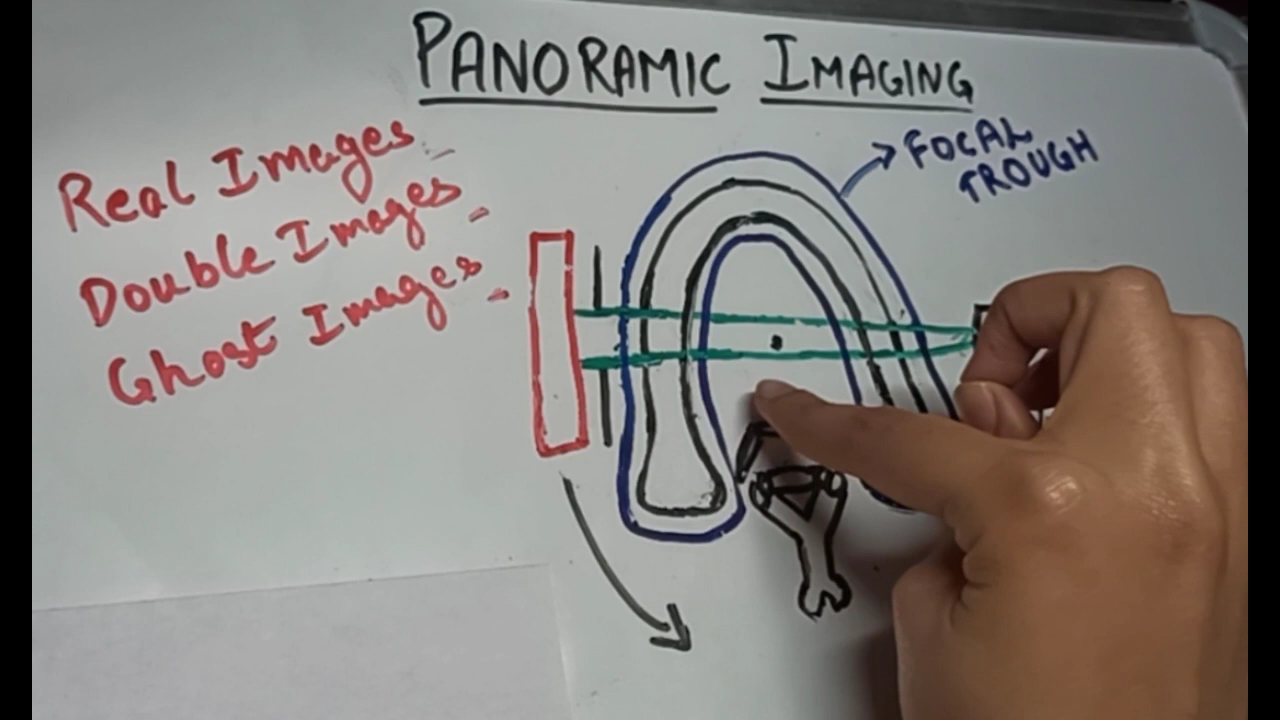 PANORAMIC IMAGING
Real Images
Double Images
Ghost Images
FOCAL
TROUGH